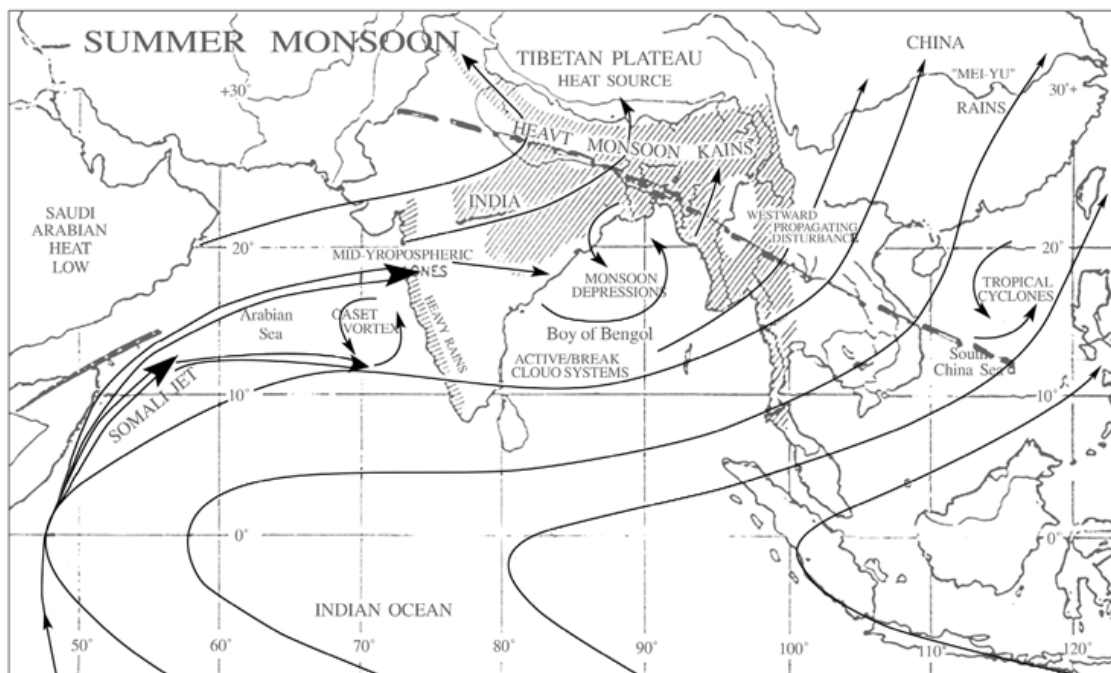 SUMMER MONSOON
TIBETAN PLATEAU
HEAT SOURCE
CHINA
"MEI-YU"
RAINS
+30°
30°+
HEAVT MONSOON KAINS
SAUDI
ARABIAN
HEAT
LOW
INDIA
20°
20°
WESTWARD
PROPAGATING
DISTURBANCE
MID-YROPOSPHERIC
MONSOON
DEPRESSIONS
TROPICAL
CYCLONES
Arabian
Sea
CASET
VORTEX
HEAVY RAINS
Boy of Bengol
ACTIVE/BREAK
CLUO SYSTEMS
South
China Sea
SOMALI JET
10°
10°
0°
0°
INDIAN OCEAN
50°
60°
70°
80°
90°
100°
110°
120°